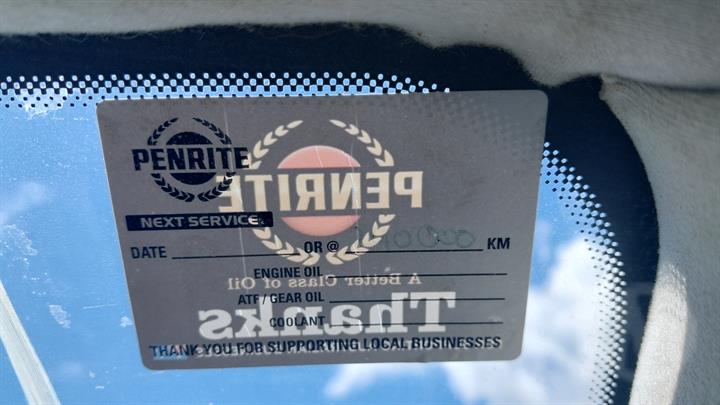 PENRITE
NEXT SERVICE
DATE OR @ KM
ENGINE OIL
ATF / GEAR OIL
COOLANT
THANK YOU FOR SUPPORTING LOCAL BUSINESSES
PENRITE
A Better Class of Oil
Thanks